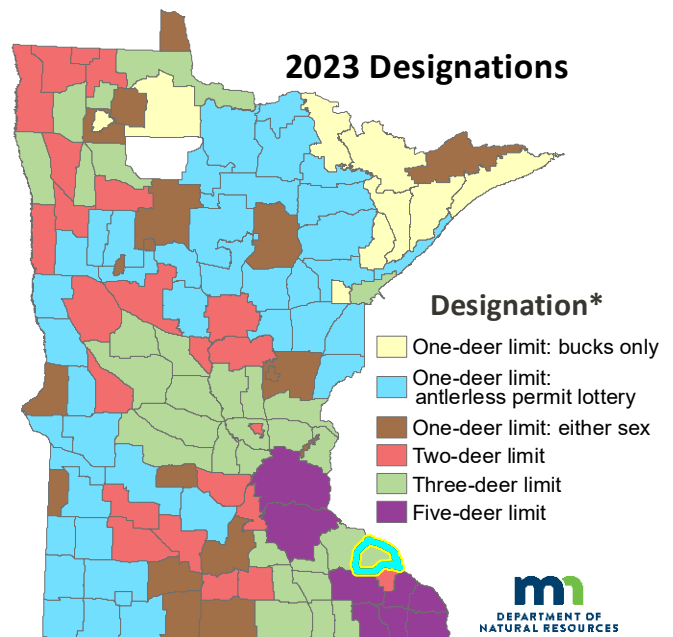 2023 Designations
Designation*
One-deer limit: bucks only
One-deer limit:
antlerless permit lottery
One-deer limit: either sex
Two-deer limit
Three-deer limit
Five-deer limit
mn
DEPARTMENT OF
NATURAL RESOURCES